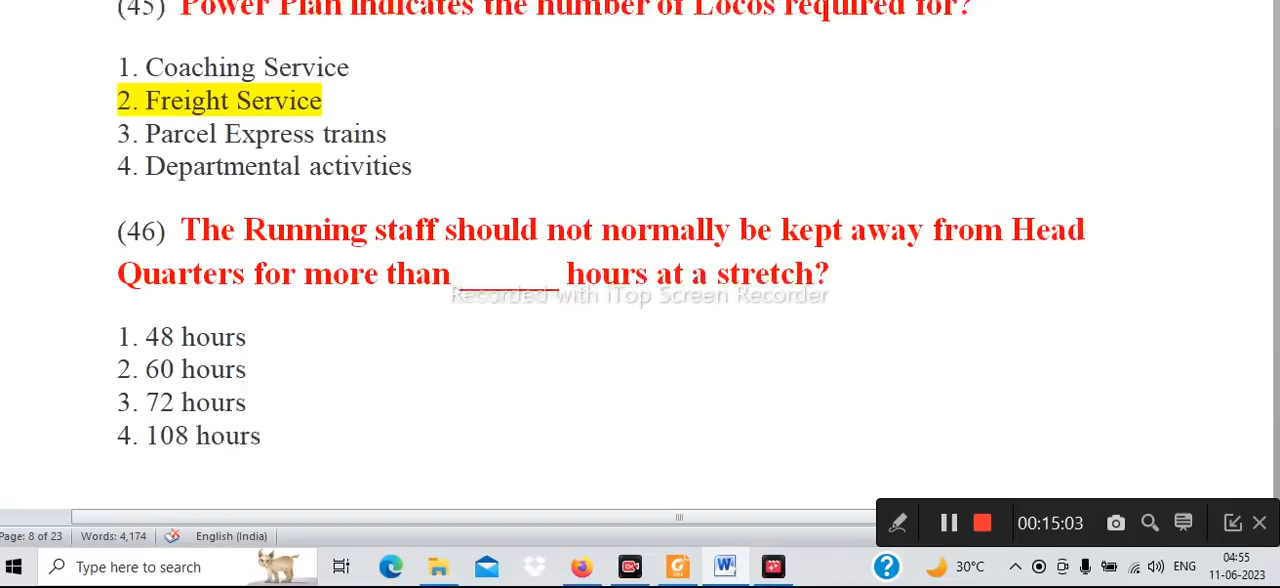 (45) Power Plan indicates the number of Locos required for?
1. Coaching Service
2. Freight Service
3. Parcel Express trains
4. Departmental activities
(46) The Running staff should not normally be kept away from Head
Quarters for more than ______ hours at a stretch?
Recorded with iTop Screen Recorder
1. 48 hours
2. 60 hours
3. 72 hours
4. 108 hours
00:15:03
Page: 8 of 23 Words: 4,174 English (India)
Type here to search 30°C ENG 04:55
11-06-2023